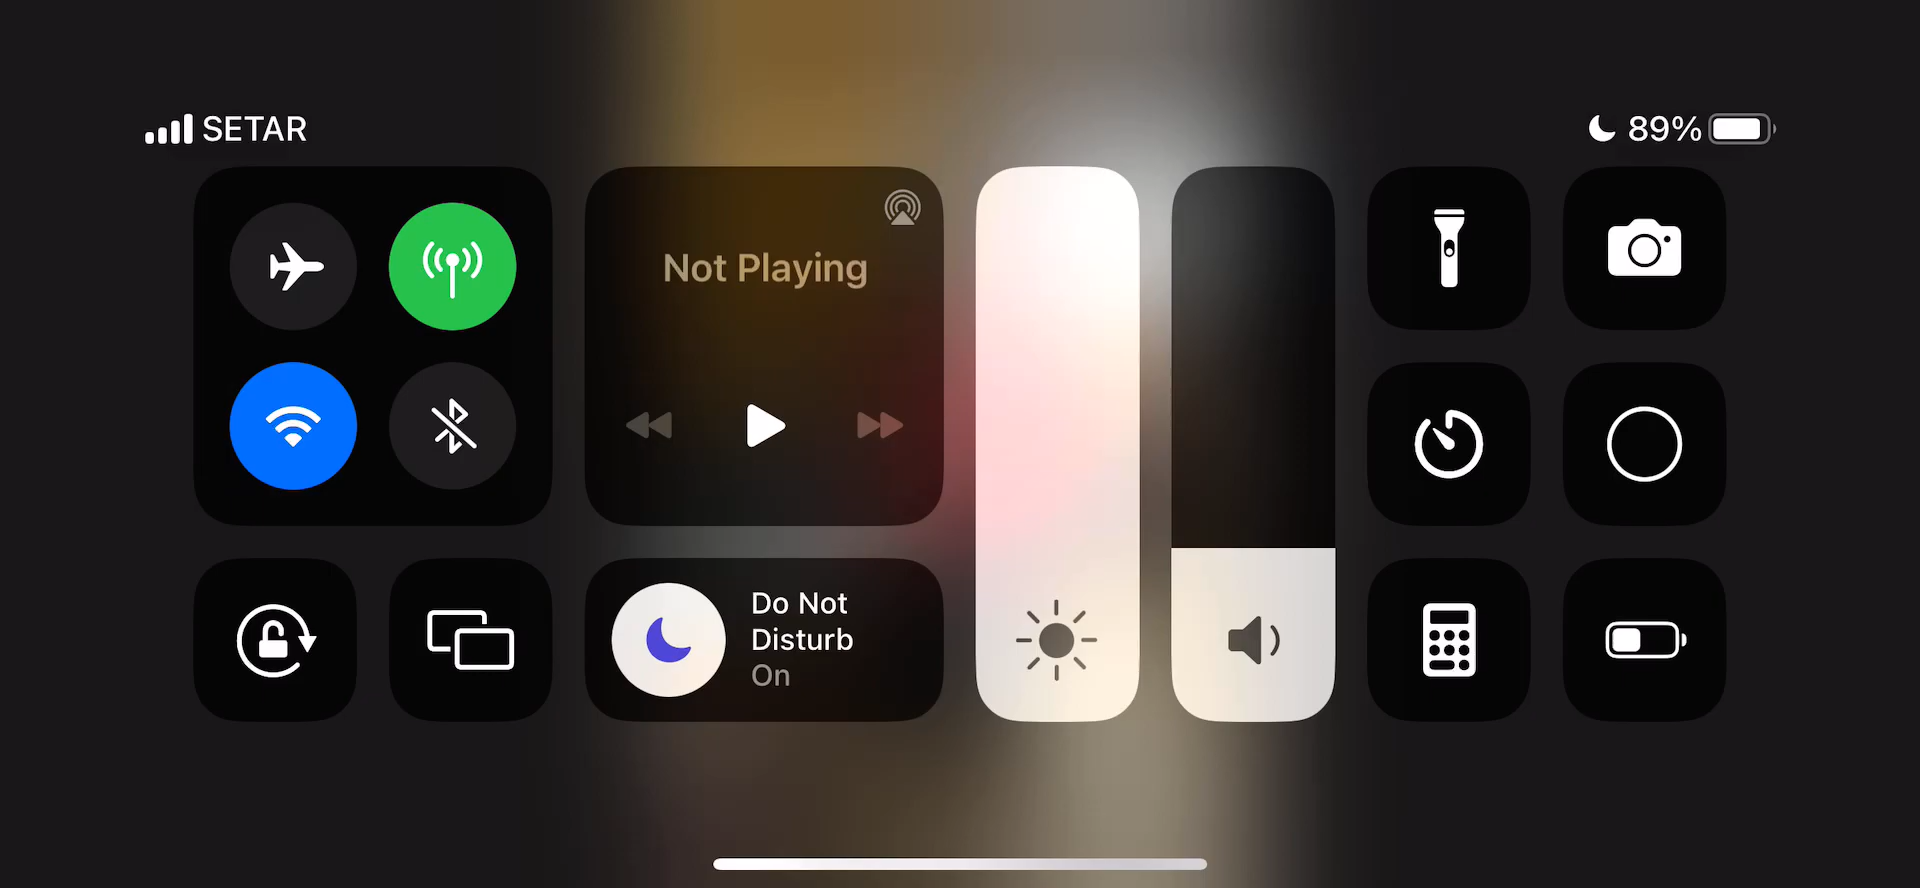 SETAR
89%
Not Playing
Do Not
Disturb
On